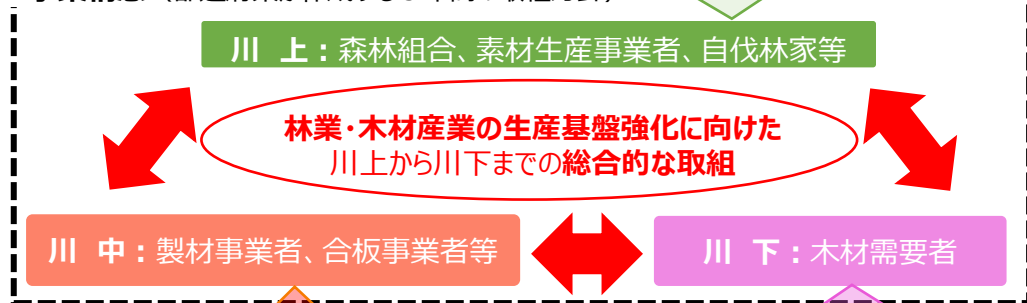 川　上：森林組合、素材生産事業者、自伐林家等
林業・木材産業の生産基盤強化に向けた
川上から川下までの総合的な取組
川　中：製材事業者、合板事業者等
川　下：木材需要者